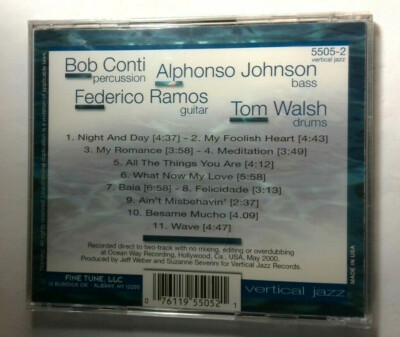 5505-2
vertical jazz
Bob Conti
percussion
Alphonso Johnson
bass
Federico Ramos
guitar
Tom Walsh
drums
1. Night And Day [4:37] - 2. My Foolish Heart [4:43]
3. My Romance [3:58] - 4. Meditation [3:49]
5. All The Things You Are [4:12]
6. What Now My Love [5:58]
7. Baia [6:58] - 8. Felicidade [3:13]
9. Ain't Misbehavin' [2:37]
10. Besame Mucho [4.09]
11. Wave [4:47]
Recorded direct to two-track with no mixing, editing or overdubbing
at Ocean Way Recording, Hollywood, Ca., USA, May 2000.
Produced by Jeff Weber and Suzanne Severini for Vertical Jazz Records.
FINE TUNE, LLC
ALBANY, NY 12205
0 76119 55052 1
vertical jazz
MADE IN USA